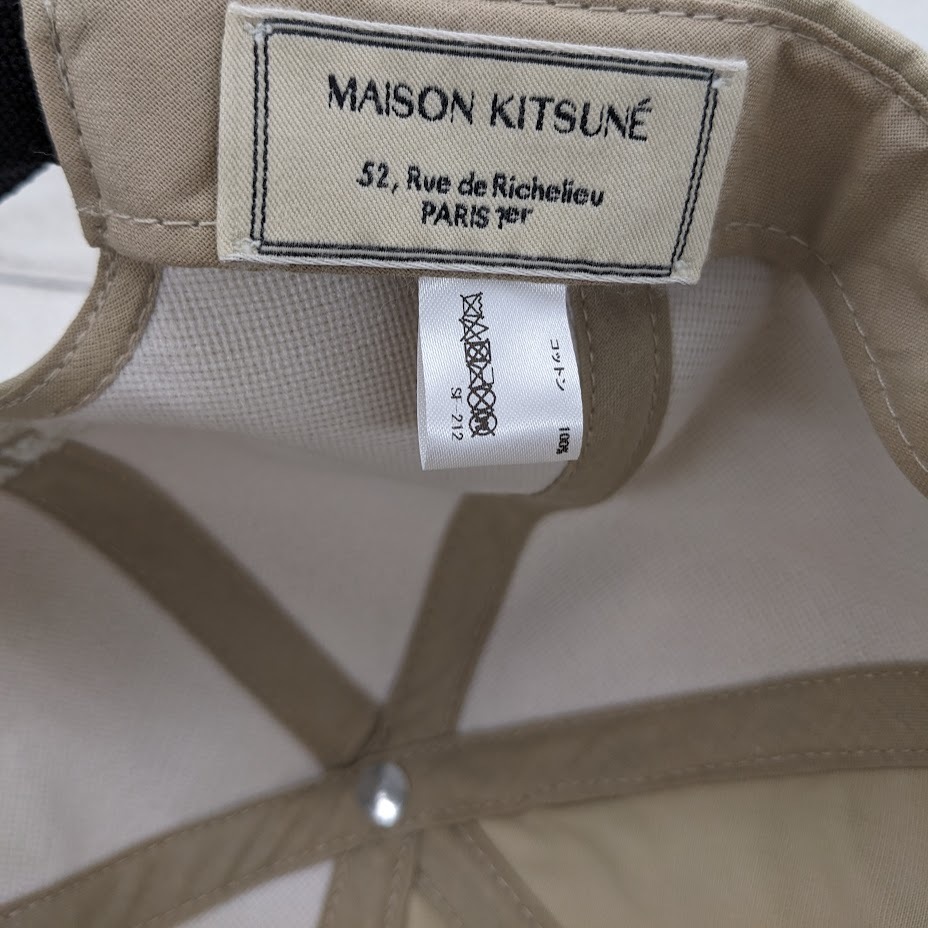 MAISON KITSUNÉ
52, Rue de Richelieu
PARIS 1er
コットン 100%
SF-212